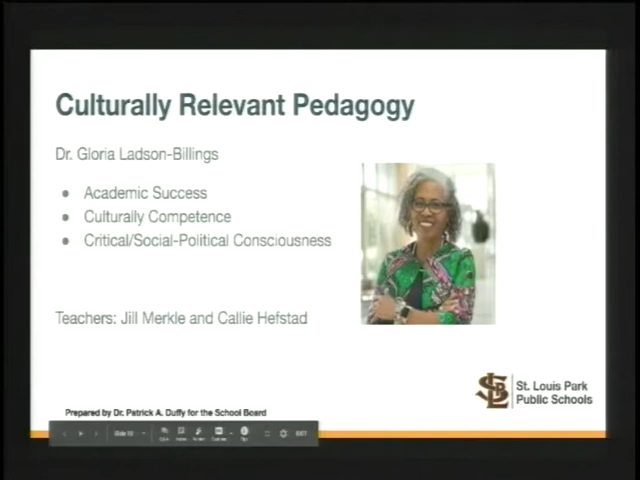 Culturally Relevant Pedagogy
Dr. Gloria Ladson-Billings
Academic Success
Culturally Competence
Critical/Social-Political Consciousness
Teachers: Jill Merkle and Callie Hefstad
St. Louis Park
Public Schools
Prepared by Dr. Patrick A. Duffy for the School Board